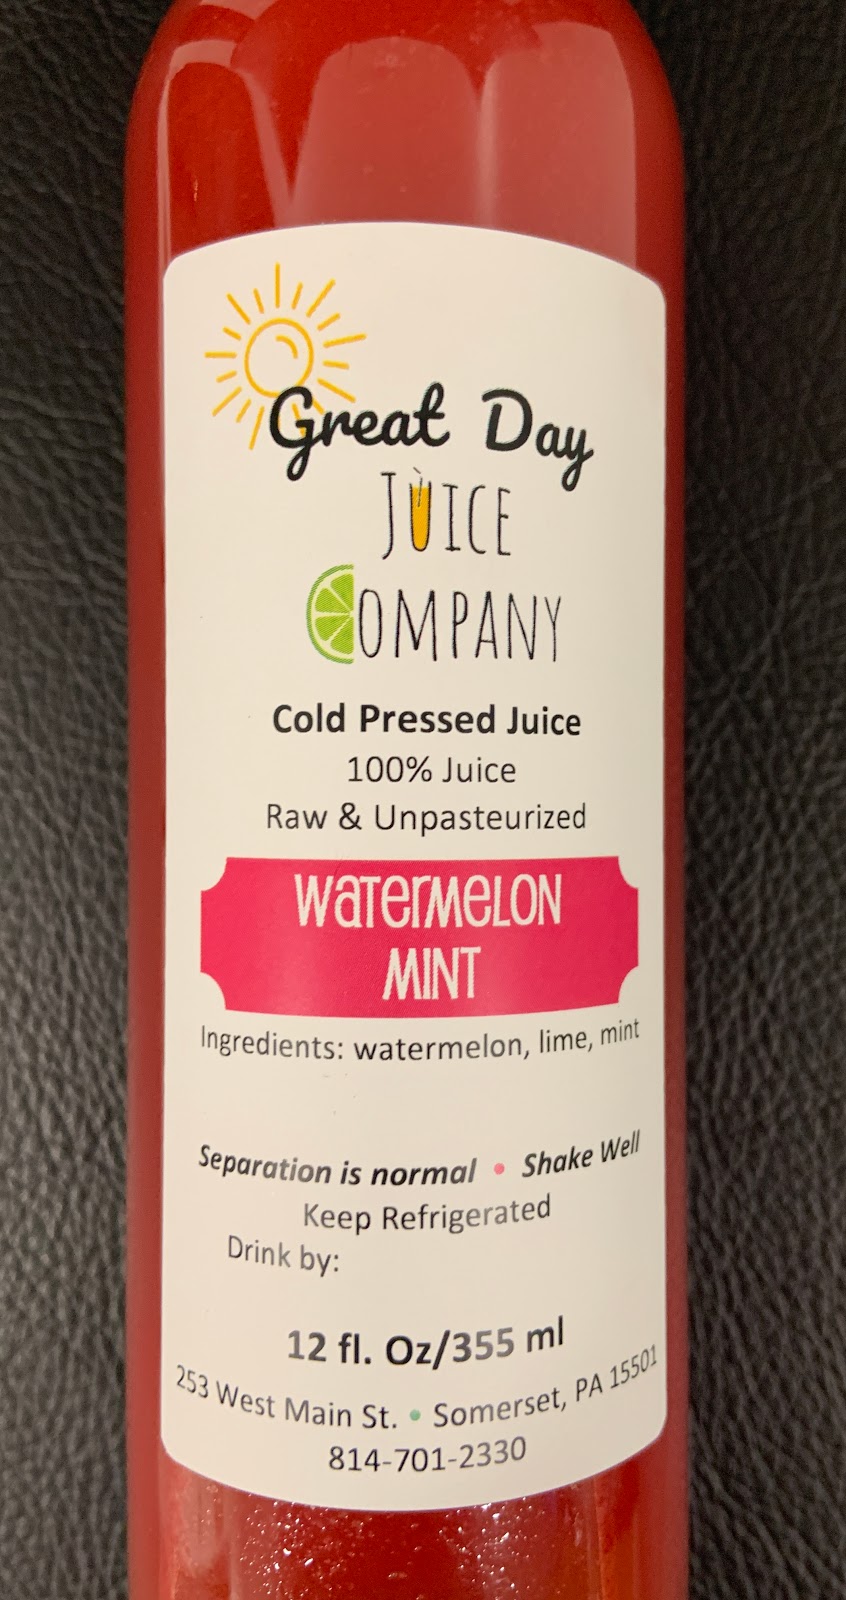 Great Day
JUICE
COMPANY
Cold Pressed Juice
100% Juice
Raw & Unpasteurized
WATERMELON
MINT
Ingredients: watermelon, lime, mint
Separation is normal • Shake Well
Keep Refrigerated
Drink by:
12 fl. Oz/355 ml
253 West Main St. • Somerset, PA 15501
814-701-2330